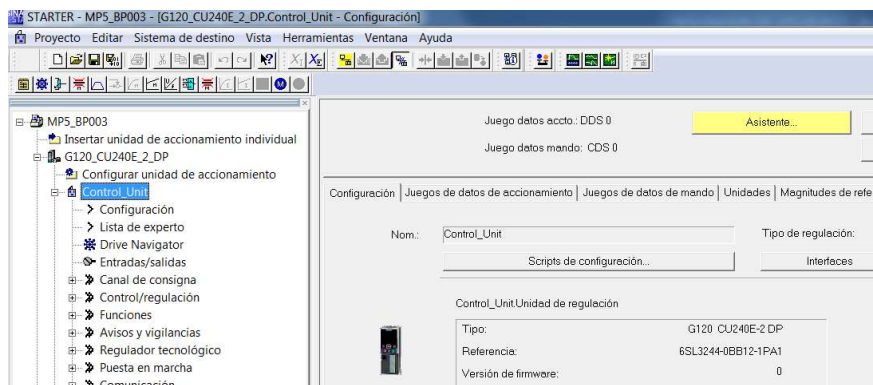 STARTER - MP5_BP003 - [G120_CU240E_2_DP.Control_Unit - Configuración]
Proyecto Editar Sistema de destino Vista Herramientas Ventana Ayuda
MP5_BP003
Insertar unidad de accionamiento individual
G120_CU240E_2_DP
Configurar unidad de accionamiento
Control_Unit
Configuración
Lista de experto
Drive Navigator
Entradas/salidas
Canal de consigna
Control/regulación
Funciones
Avisos y vigilancias
Regulador tecnológico
Puesta en marcha
Comunicación
Juego datos accto.: DDS 0
Asistente...
Juego datos mando: CDS 0
Configuración Juegos de datos de accionamiento Juegos de datos de mando Unidades Magnitudes de refe
Nom.: Control_Unit Tipo de regulación:
Scripts de configuración... Interfaces
Control_Unit.Unidad de regulación
Tipo: G120 CU240E-2 DP
Referencia: 6SL3244-0BB12-1PA1
Versión de firmware: 0